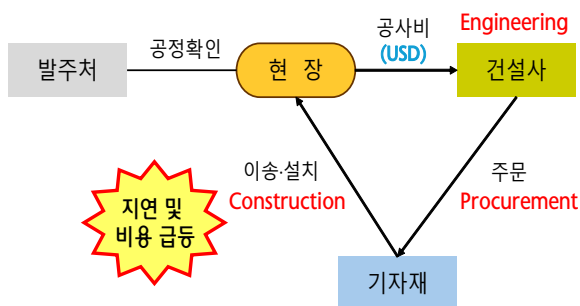 공사비
(USD)
Engineering
발주처
공정확인
현 장
건설사
이송·설치
Construction
주문
Procurement
지연 및
비용 급등
기자재